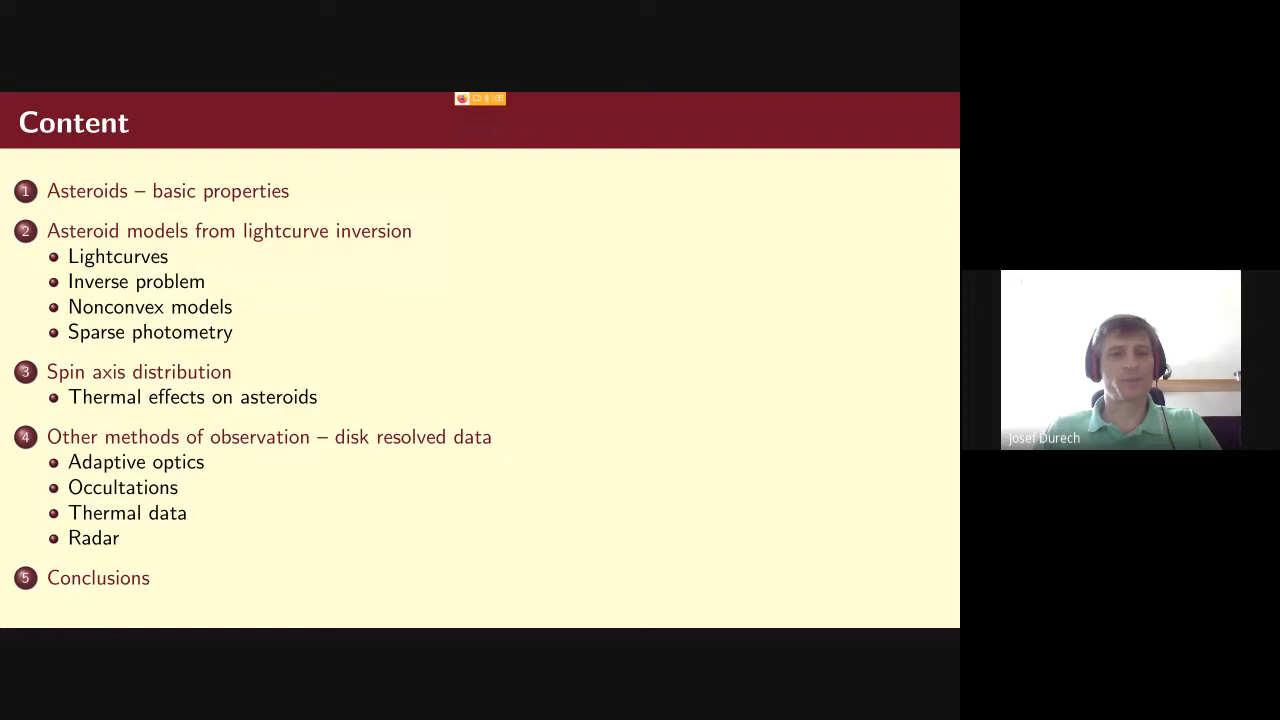 Content
1 Asteroids – basic properties
2 Asteroid models from lightcurve inversion
Lightcurves
Inverse problem
Nonconvex models
Sparse photometry
3 Spin axis distribution
Thermal effects on asteroids
4 Other methods of observation – disk resolved data
Adaptive optics
Occultations
Thermal data
Radar
5 Conclusions
Josef Durech